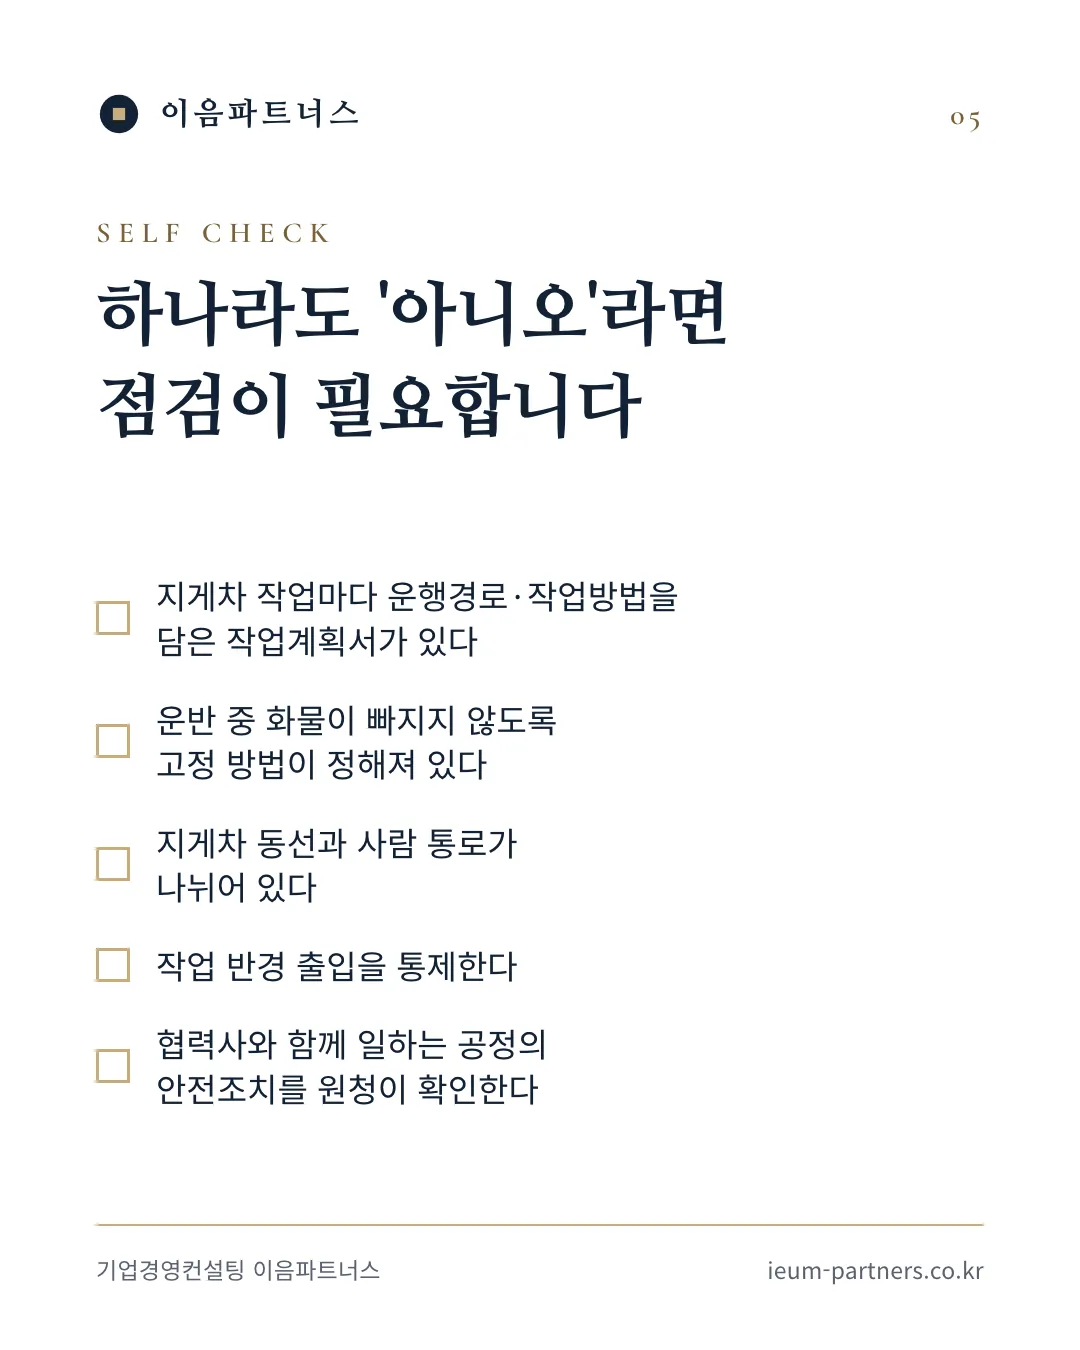 이음파트너스
05
SELF CHECK
하나라도 '아니오'라면
점검이 필요합니다
지게차 작업마다 운행경로·작업방법을
담은 작업계획서가 있다
운반 중 화물이 빠지지 않도록
고정 방법이 정해져 있다
지게차 동선과 사람 통로가
나뉘어 있다
작업 반경 출입을 통제한다
협력사와 함께 일하는 공정의
안전조치를 원청이 확인한다
기업경영컨설팅 이음파트너스
ieum-partners.co.kr